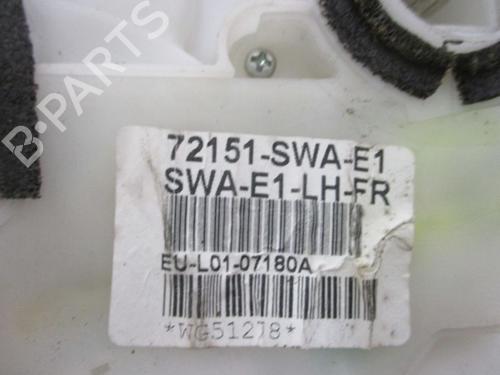 B-PARTS
72151-SWA-E1
SWA-E1-LH-FR
EU-L01-07180A
*WG51278*